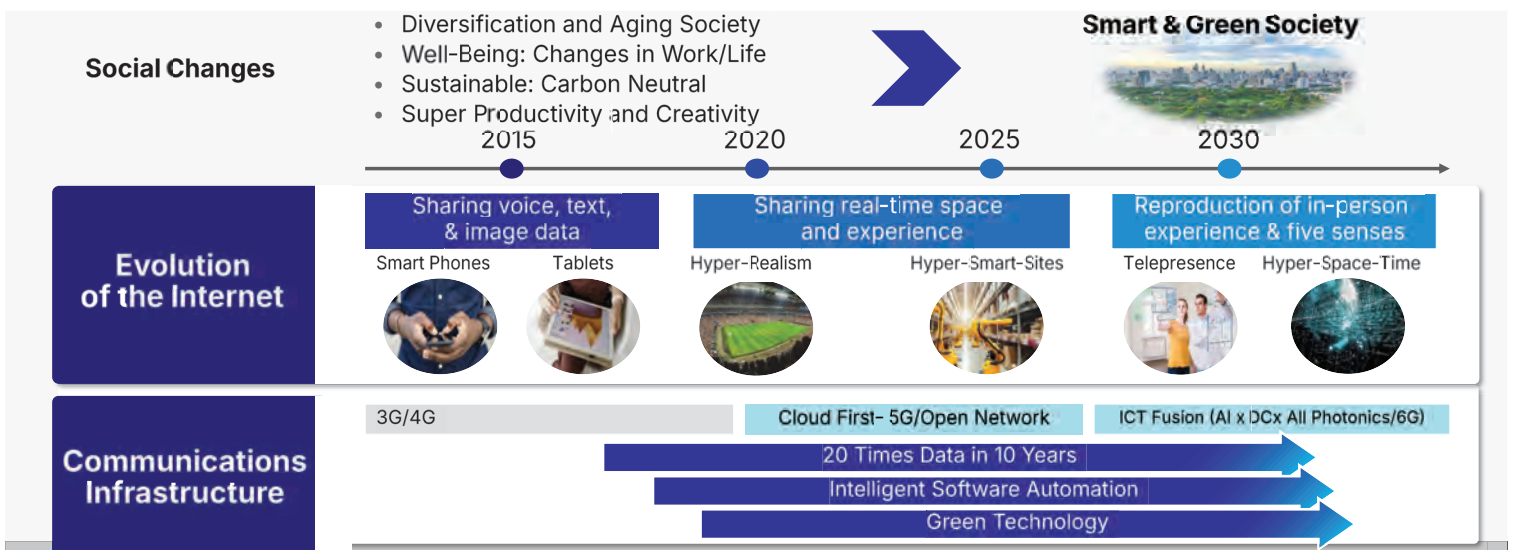 Social Changes
• Diversification and Aging Society
• Well-Being: Changes in Work/Life
• Sustainable: Carbon Neutral
• Super Productivity and Creativity
Smart & Green Society
2015
2020
2025
2030
Evolution
of the Internet
Sharing voice, text,
& image data
Sharing real-time space
and experience
Reproduction of in-person
experience & five senses
Smart Phones
Tablets
Hyper-Realism
Hyper-Smart-Sites
Telepresence
Hyper-Space-Time
Communications
Infrastructure
3G/4G
Cloud First- 5G/Open Network
ICT Fusion (AI x DCx All Photonics/6G)
20 Times Data in 10 Years
Intelligent Software Automation
Green Technology